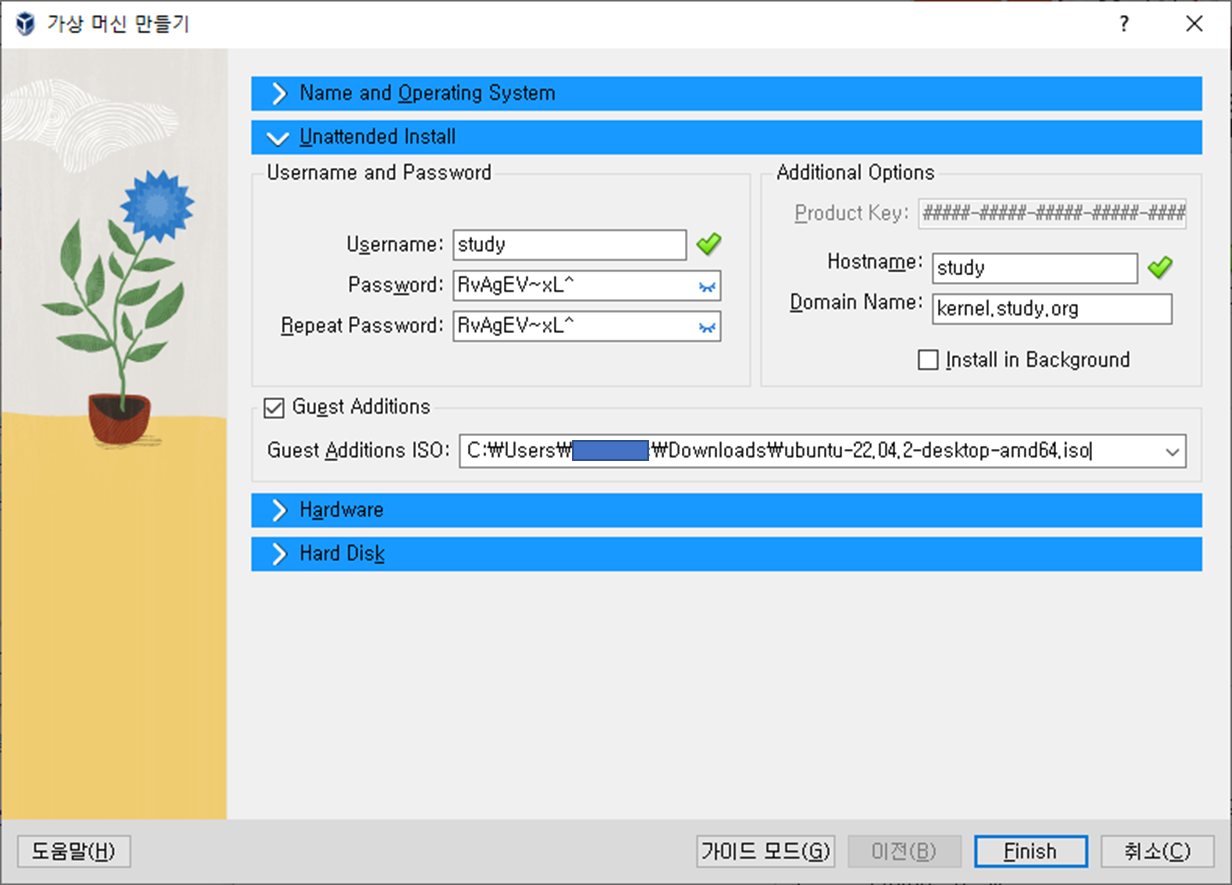 가상 머신 만들기
?
Name and Operating System
Unattended Install
Username and Password
Username: study
Password: RvAgEV~xL^
Repeat Password: RvAgEV~xL^
Additional Options
Product Key: #####-#####-#####-#####-####
Hostname: study
Domain Name: kernel.study.org
Install in Background
Guest Additions
Guest Additions ISO: C:₩Users₩ ₩Downloads₩ubuntu-22.04.2-desktop-amd64.iso
Hardware
Hard Disk
도움말(H)
가이드 모드(G)
이전(B)
Finish
취소(C)